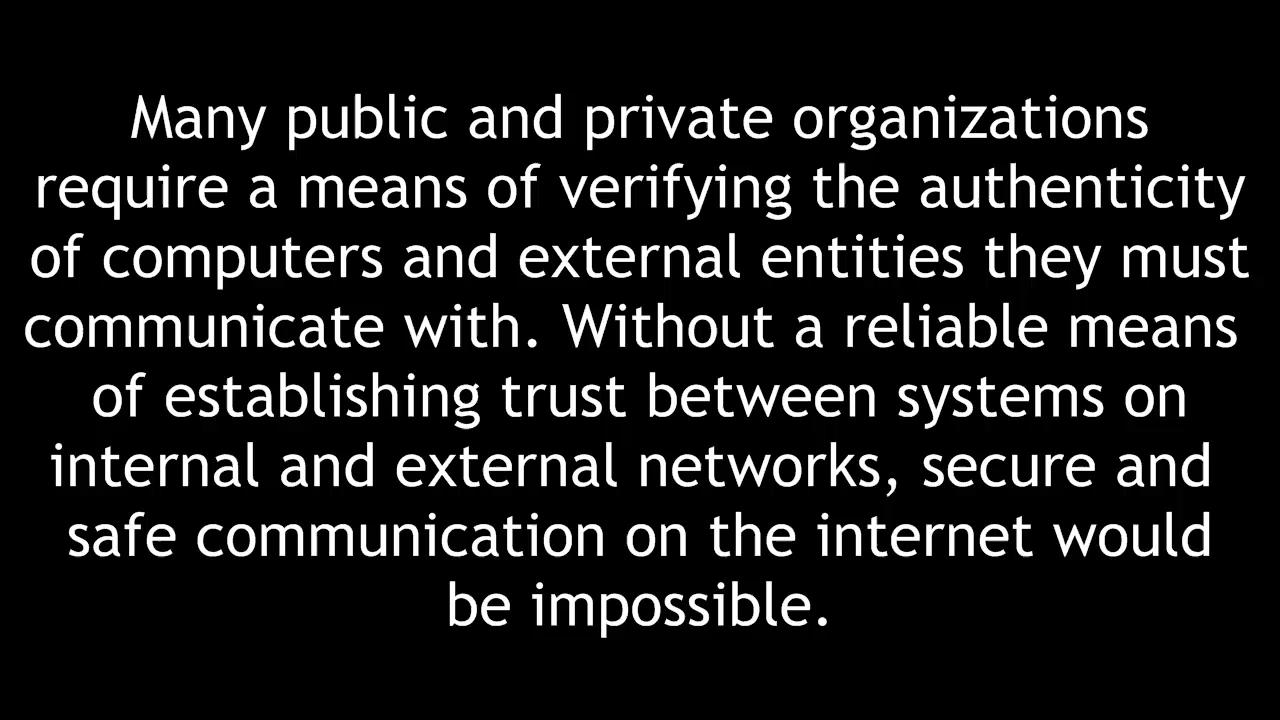 Many public and private organizations
require a means of verifying the authenticity
of computers and external entities they must
communicate with. Without a reliable means
of establishing trust between systems on
internal and external networks, secure and
safe communication on the internet would
be impossible.